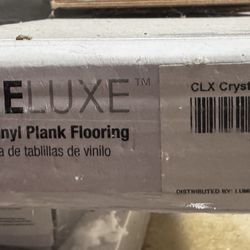 ELUXE™
nyl Plank Flooring
a de tablillas de vinilo
CLX Cryst
DISTRIBUTED BY: LUM